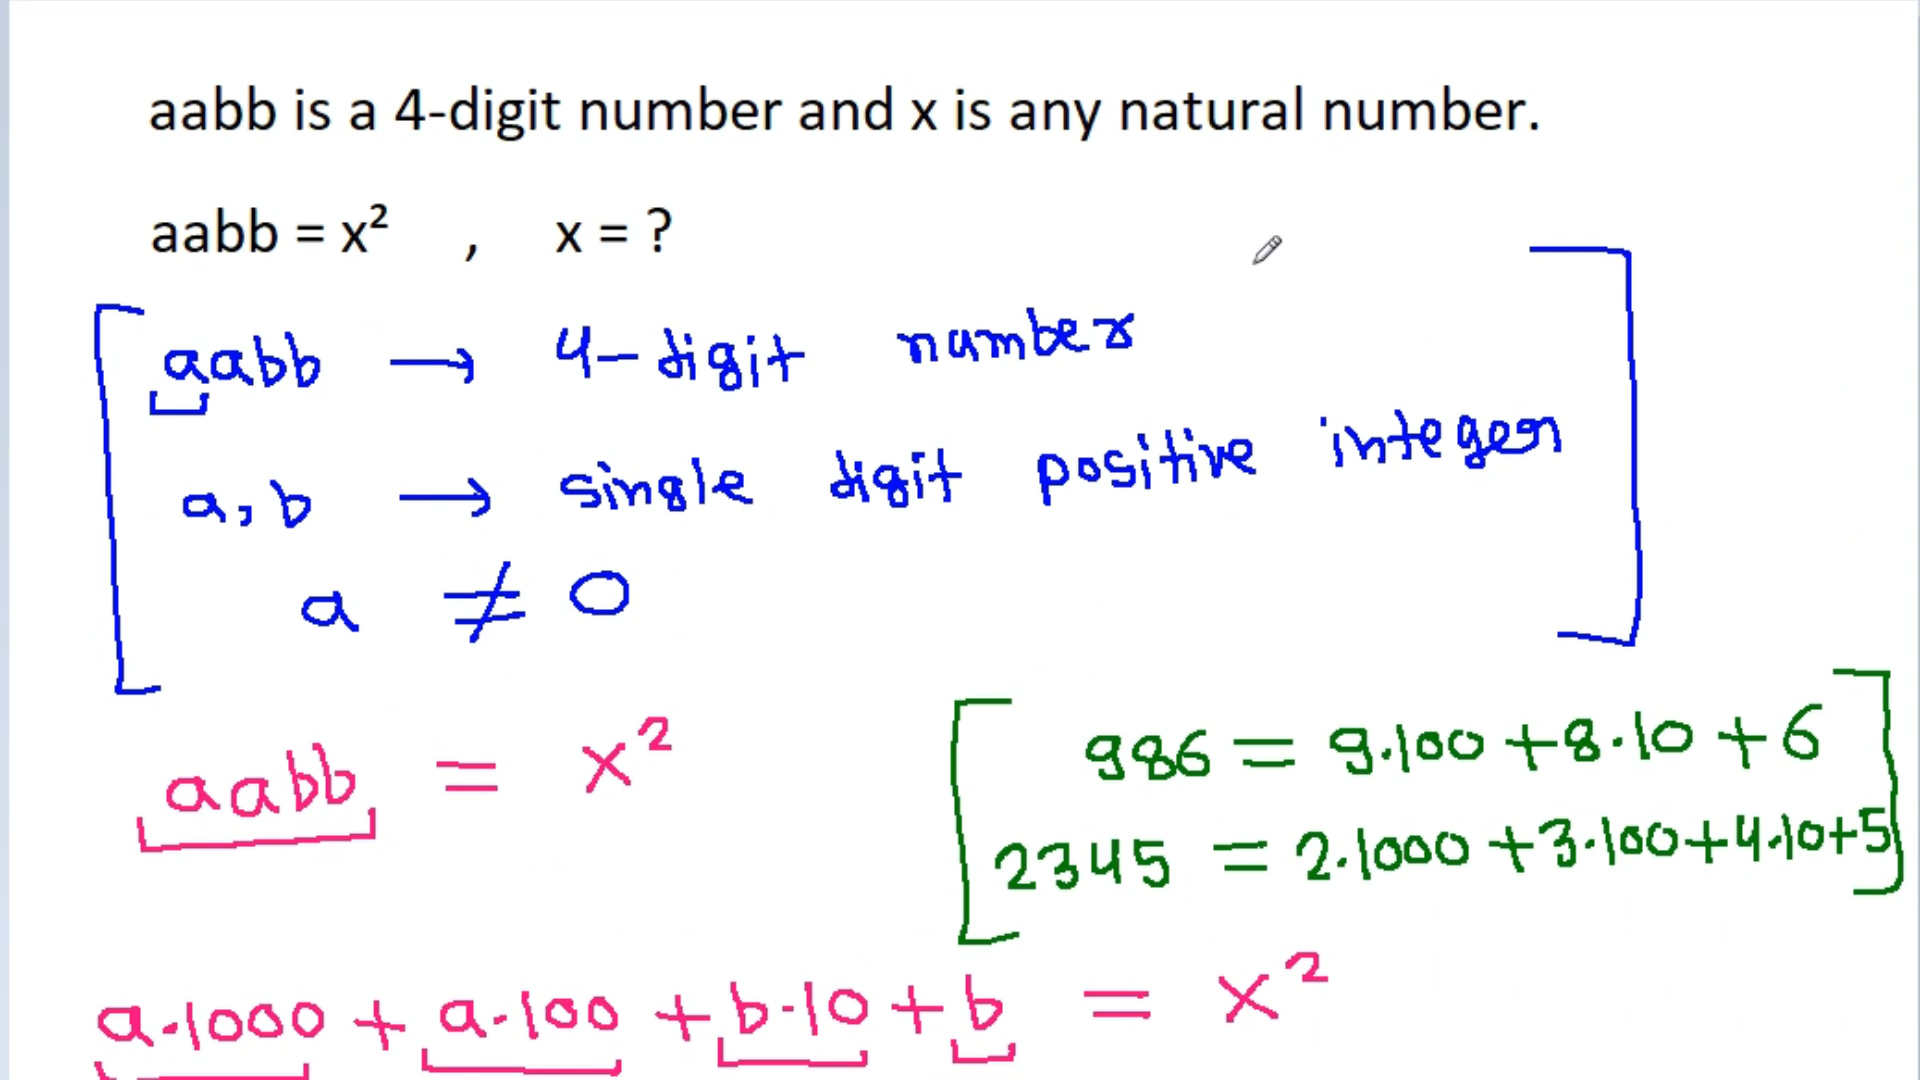 aabb is a 4-digit number and x is any natural number.
aabb = x² , x = ?
aabb → 4-digit number
a, b → single digit positive integer
a ≠ 0
aabb = x²
986 = 9·100 + 8·10 + 6
2345 = 2·1000 + 3·100 + 4·10 + 5
a·1000 + a·100 + b·10 + b = x²